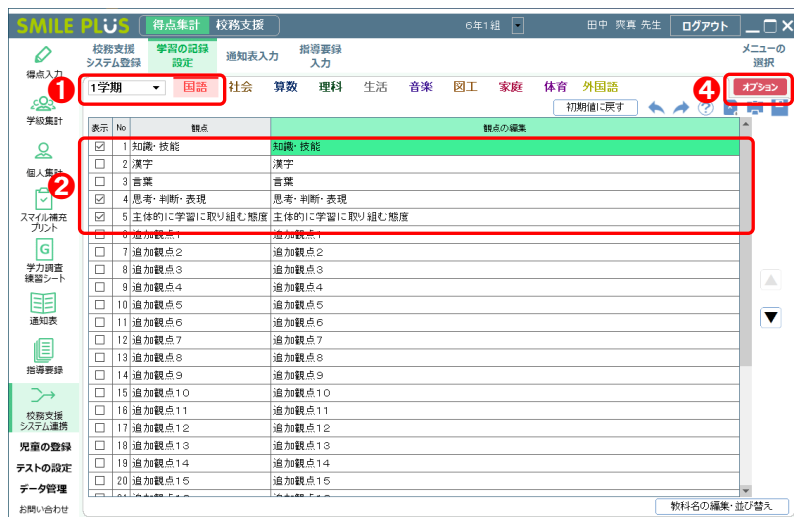 SMILE PLUS 得点集計 校務支援 6年1組 田中 爽真 先生 ログアウト
得点入力
校務支援システム登録 学習の記録設定 通知表入力 指導要録入力 メニューの選択
❶ 1学期 国語 社会 算数 理科 生活 音楽 図工 家庭 体育 外国語 ❹ オプション
学級集計
初期値に戻す
表示 No 観点 観点の編集
❷
1 知識・技能 知識・技能
2 漢字 漢字
3 言葉 言葉
4 思考・判断・表現 思考・判断・表現
5 主体的に学習に取り組む態度 主体的に学習に取り組む態度
6 追加観点1 追加観点1
7 追加観点2 追加観点2
8 追加観点3 追加観点3
9 追加観点4 追加観点4
10 追加観点5 追加観点5
11 追加観点6 追加観点6
12 追加観点7 追加観点7
13 追加観点8 追加観点8
14 追加観点9 追加観点9
15 追加観点10 追加観点10
16 追加観点11 追加観点11
17 追加観点12 追加観点12
18 追加観点13 追加観点13
19 追加観点14 追加観点14
20 追加観点15 追加観点15
個人集計
スマイル補充
プリント
G
学力調査
練習シート
通知表
指導要録
校務支援
システム連携
児童の登録
テストの設定
データ管理
お問い合わせ
教科名の編集・並び替え